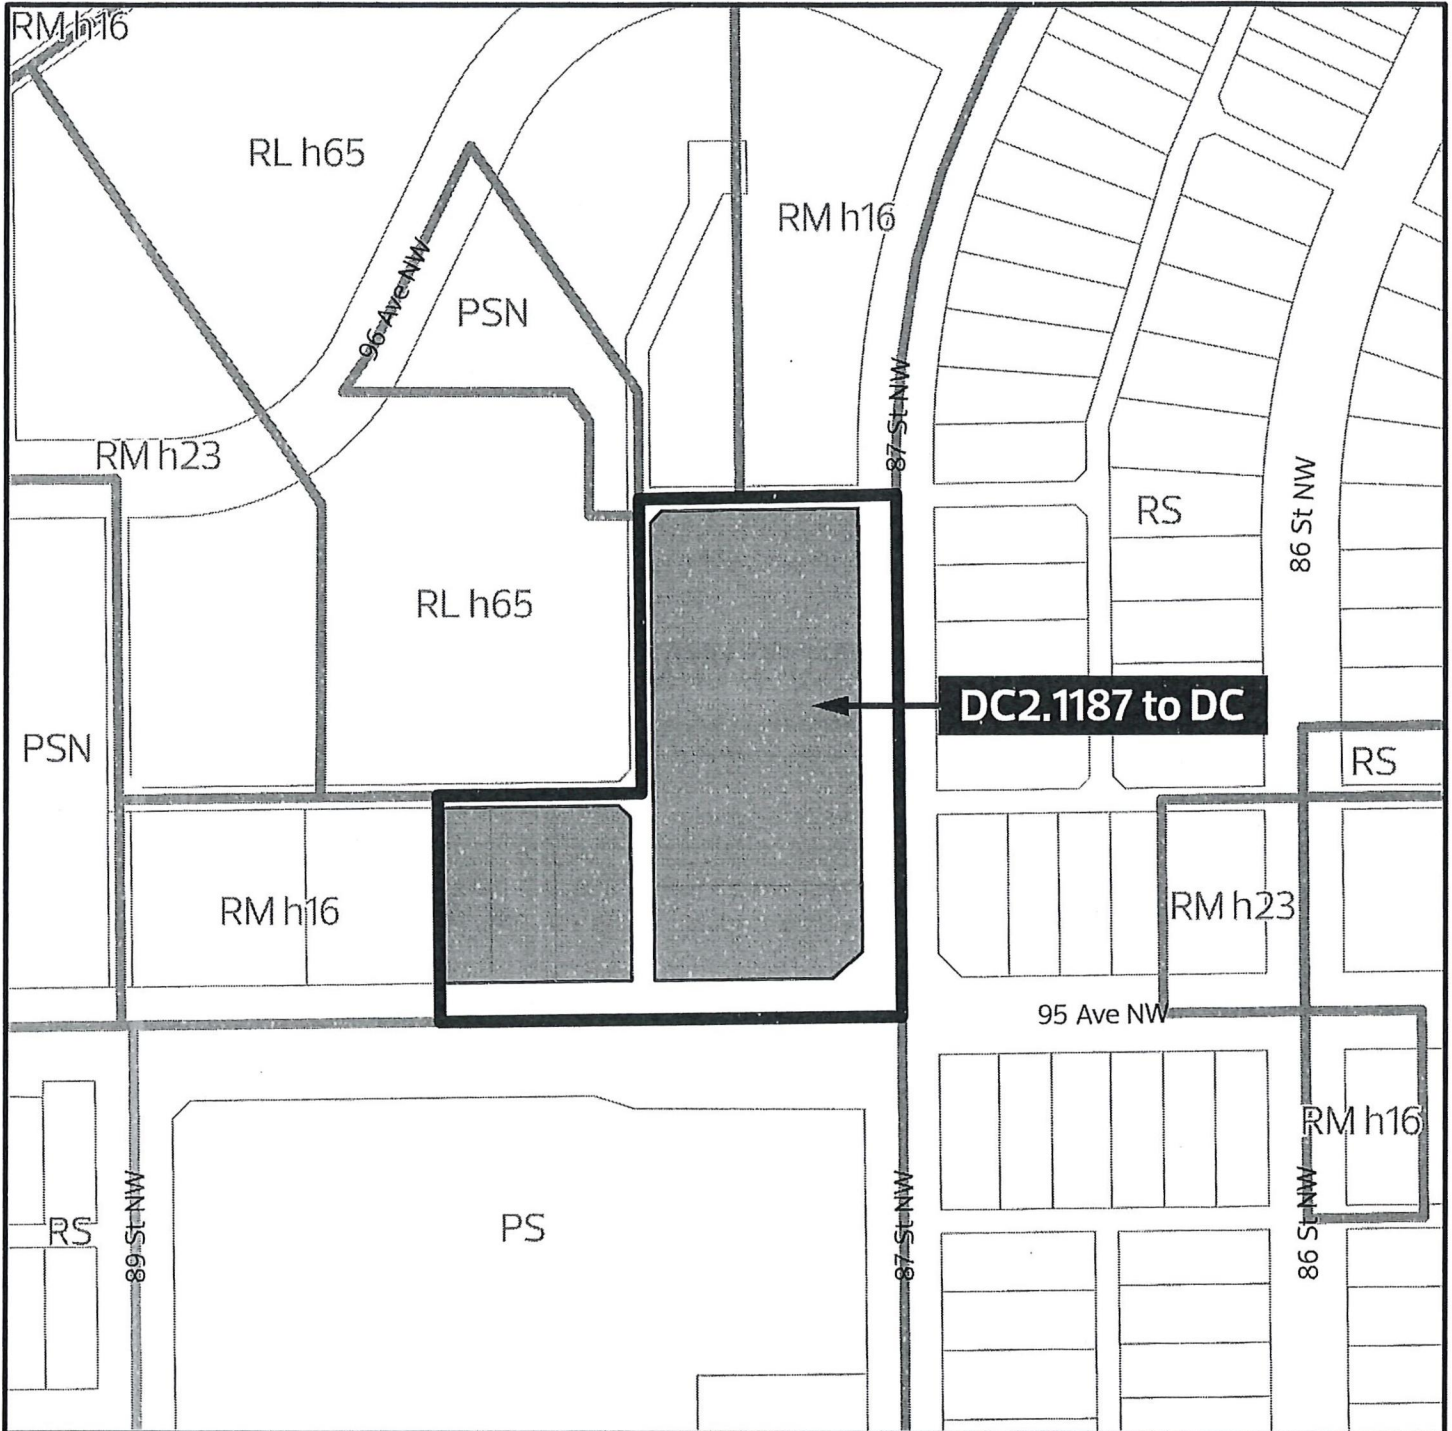 RM h16
RL h65
RM h16
96 Ave NW
PSN
87 St NW
RM h23
86 St NW
RS
RL h65
DC2.1187 to DC
PSN
RS
RM h16
RM h23
95 Ave NW
RM h16
RS
89 St NW
PS
87 St NW
86 St NW